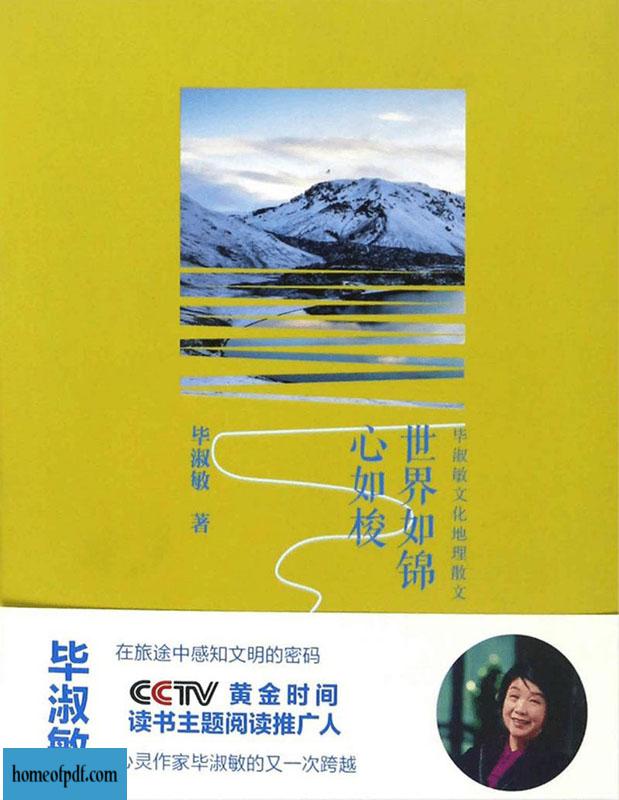 毕淑敏文化地理散文
世界如锦
心如梭
毕淑敏 著
毕淑敏
在旅途中感知文明的密码
CCTV 黄金时间
读书主题阅读推广人
心灵作家毕淑敏的又一次跨越
homeofpdf.com